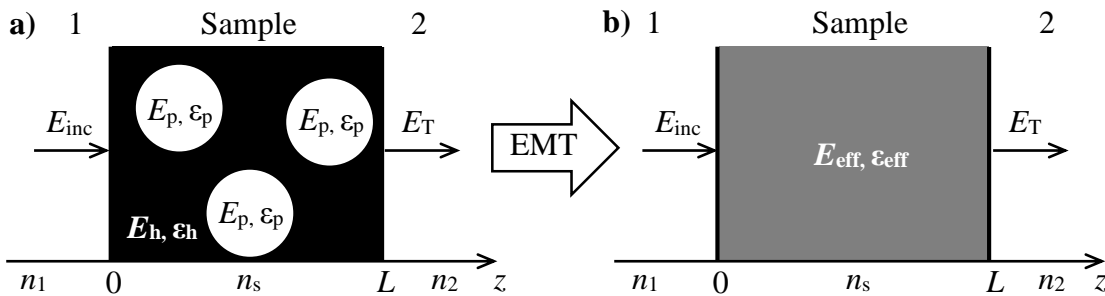 a) 1 Sample 2
E_p, ε_p E_p, ε_p
E_inc E_T
E_p, ε_p
E_h, ε_h
n_1 0 n_s L n_2 z
EMT
b) 1 Sample 2
E_inc E_T
E_eff, ε_eff
n_1 0 n_s L n_2 z